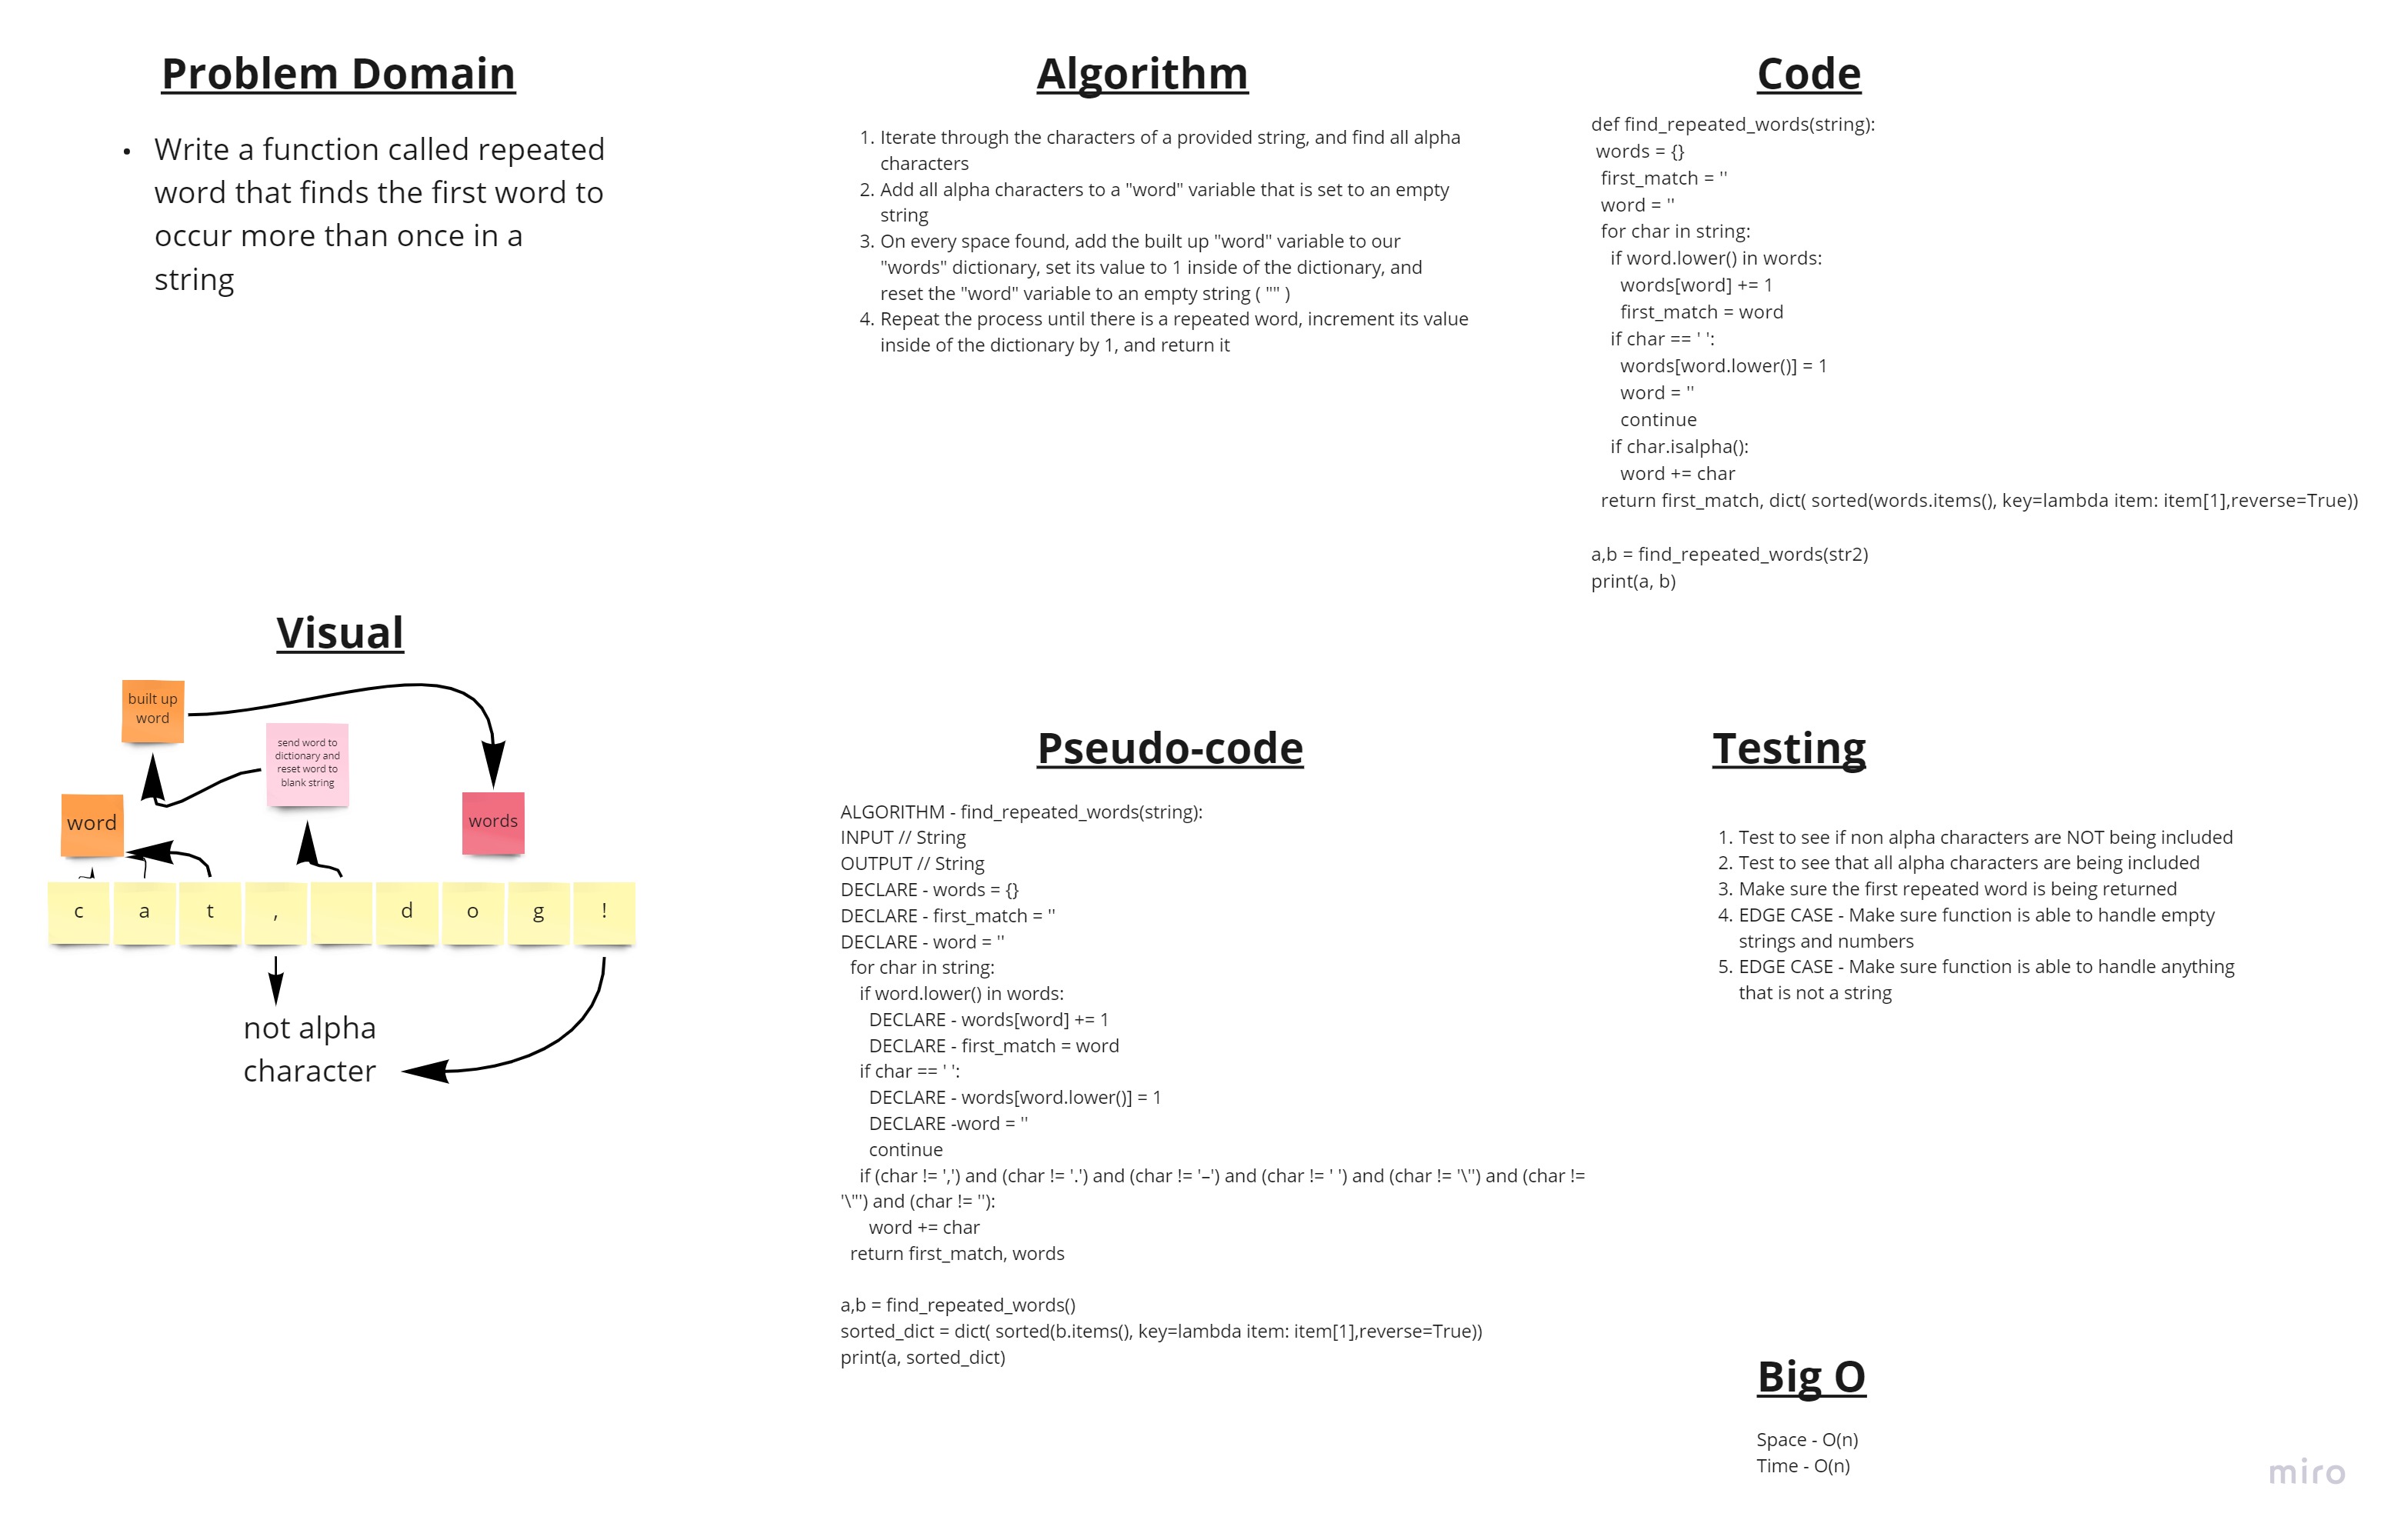 Problem Domain
• Write a function called repeated
word that finds the first word to
occur more than once in a
string
Visual
built up
word
send word to
dictionary and
reset word to
blank string
word
words
c a t , d o g !
not alpha
character
Algorithm
1. Iterate through the characters of a provided string, and find all alpha
characters
2. Add all alpha characters to a "word" variable that is set to an empty
string
3. On every space found, add the built up "word" variable to our
"words" dictionary, set its value to 1 inside of the dictionary, and
reset the "word" variable to an empty string ( "" )
4. Repeat the process until there is a repeated word, increment its value
inside of the dictionary by 1, and return it
Pseudo-code
ALGORITHM - find_repeated_words(string):
INPUT // String
OUTPUT // String
DECLARE - words = {}
DECLARE - first_match = ''
DECLARE - word = ''
for char in string:
if word.lower() in words:
DECLARE - words[word] += 1
DECLARE - first_match = word
if char == ' ':
DECLARE - words[word.lower()] = 1
DECLARE -word = ''
continue
if (char != ',') and (char != '.') and (char != '–') and (char != ' ') and (char != '\'') and (char !=
'\"') and (char != ''):
word += char
return first_match, words
a,b = find_repeated_words()
sorted_dict = dict( sorted(b.items(), key=lambda item: item[1],reverse=True))
print(a, sorted_dict)
Code
def find_repeated_words(string):
words = {}
first_match = ''
word = ''
for char in string:
if word.lower() in words:
words[word] += 1
first_match = word
if char == ' ':
words[word.lower()] = 1
word = ''
continue
if char.isalpha():
word += char
return first_match, dict( sorted(words.items(), key=lambda item: item[1],reverse=True))
a,b = find_repeated_words(str2)
print(a, b)
Testing
1. Test to see if non alpha characters are NOT being included
2. Test to see that all alpha characters are being included
3. Make sure the first repeated word is being returned
4. EDGE CASE - Make sure function is able to handle empty
strings and numbers
5. EDGE CASE - Make sure function is able to handle anything
that is not a string
Big O
Space - O(n)
Time - O(n)
miro